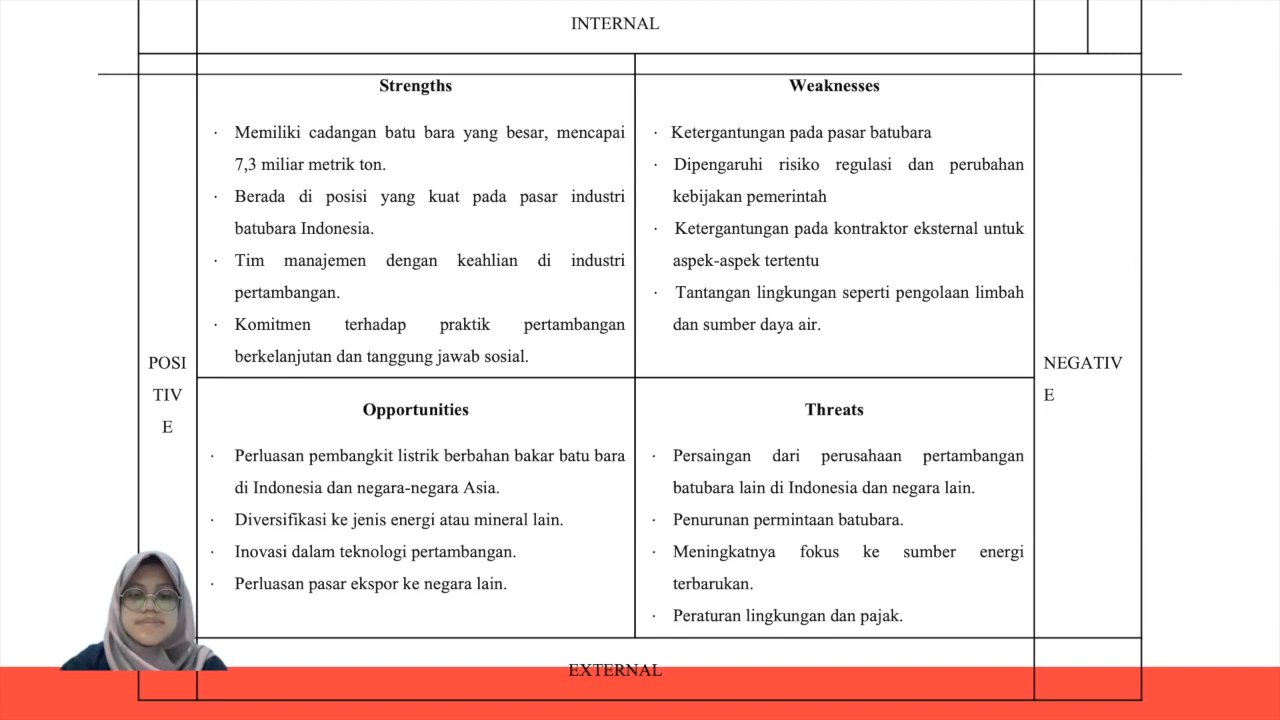 INTERNAL
Strengths
· Memiliki cadangan batu bara yang besar, mencapai
7,3 miliar metrik ton.
· Berada di posisi yang kuat pada pasar industri
batubara Indonesia.
· Tim manajemen dengan keahlian di industri
pertambangan.
· Komitmen terhadap praktik pertambangan
berkelanjutan dan tanggung jawab sosial.
Weaknesses
· Ketergantungan pada pasar batubara
· Dipengaruhi risiko regulasi dan perubahan
kebijakan pemerintah
· Ketergantungan pada kontraktor eksternal untuk
aspek-aspek tertentu
· Tantangan lingkungan seperti pengolaan limbah
dan sumber daya air.
POSI
TIV
E
NEGATIV
E
Opportunities
· Perluasan pembangkit listrik berbahan bakar batu bara
di Indonesia dan negara-negara Asia.
· Diversifikasi ke jenis energi atau mineral lain.
· Inovasi dalam teknologi pertambangan.
· Perluasan pasar ekspor ke negara lain.
Threats
· Persaingan dari perusahaan pertambangan
batubara lain di Indonesia dan negara lain.
· Penurunan permintaan batubara.
· Meningkatnya fokus ke sumber energi
terbarukan.
· Peraturan lingkungan dan pajak.
EXTERNAL